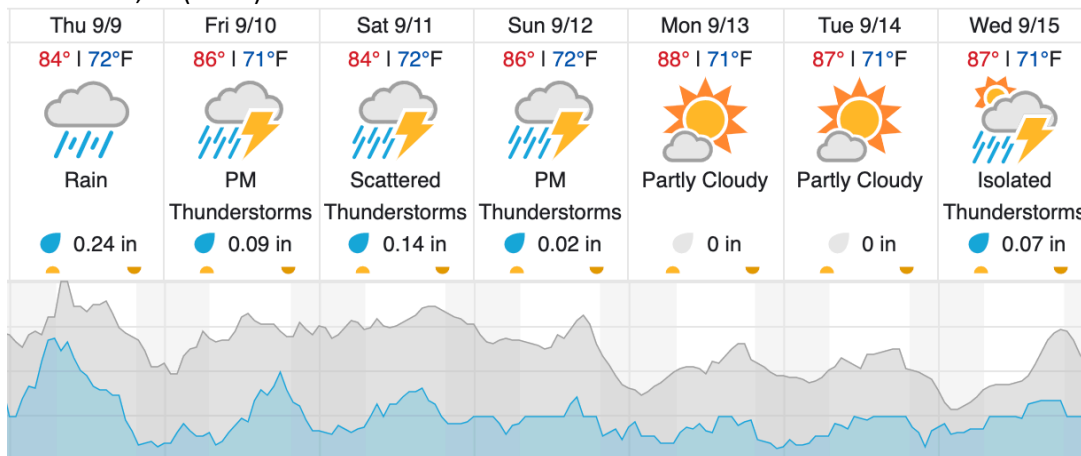 Thu 9/9 Fri 9/10 Sat 9/11 Sun 9/12 Mon 9/13 Tue 9/14 Wed 9/15
84° | 72°F 86° | 71°F 84° | 72°F 86° | 72°F 88° | 71°F 87° | 71°F 87° | 71°F
Rain PM Scattered PM Partly Cloudy Partly Cloudy Isolated
Thunderstorms Thunderstorms Thunderstorms Thunderstorms
0.24 in 0.09 in 0.14 in 0.02 in 0 in 0 in 0.07 in